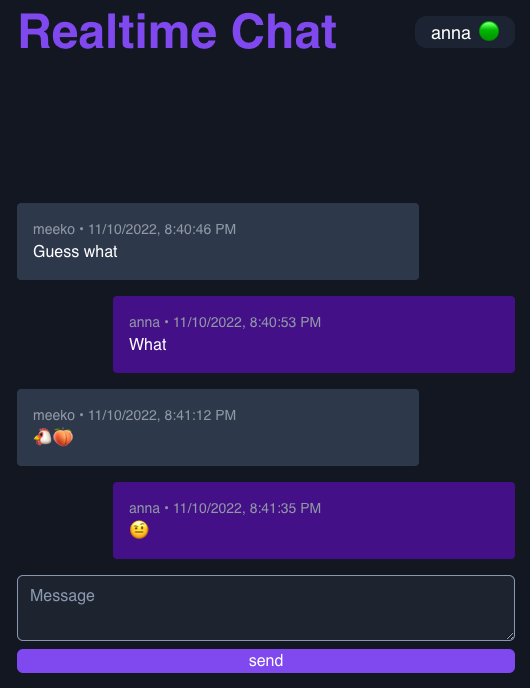 Realtime Chat
anna 🟢
meeko • 11/10/2022, 8:40:46 PM
Guess what
anna • 11/10/2022, 8:40:53 PM
What
meeko • 11/10/2022, 8:41:12 PM
🐔🍑
anna • 11/10/2022, 8:41:35 PM
🤨
Message
send